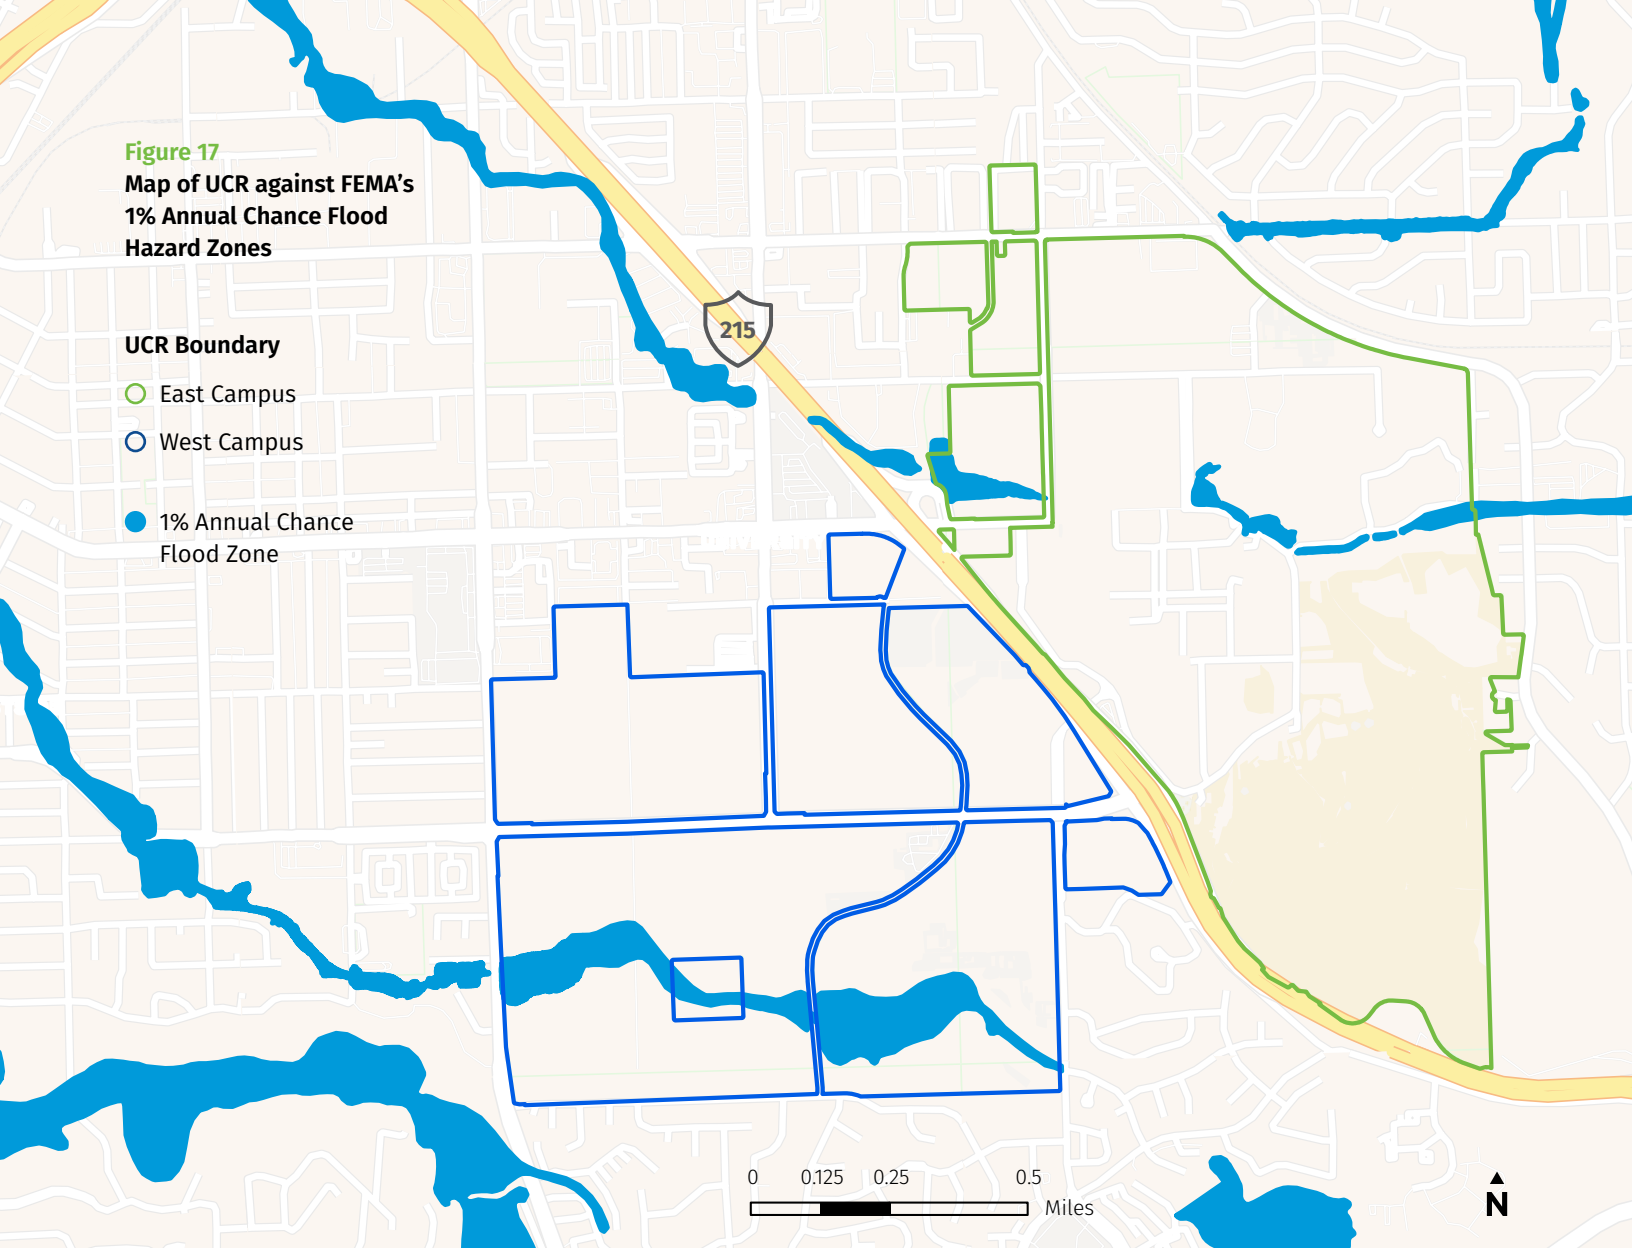 Figure 17
Map of UCR against FEMA’s
1% Annual Chance Flood
Hazard Zones
UCR Boundary
East Campus
West Campus
1% Annual Chance
Flood Zone
215
0 0.125 0.25 0.5
Miles
N